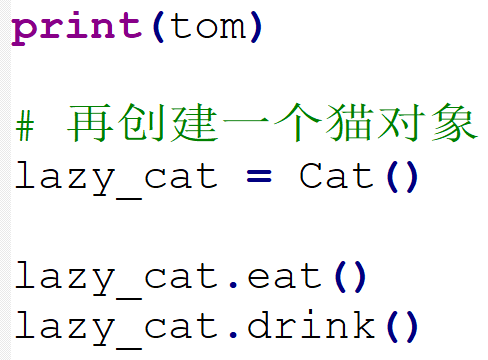 print(tom)
# 再创建一个猫对象
lazy_cat = Cat()
lazy_cat.eat()
lazy_cat.drink()